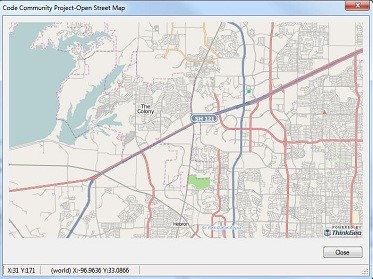 Code Community Project-Open Street Map
The
Colony
SH 121
Hebron
POWERED BY
ThinkGeo
Close
X:31 Y:171
(world) X:-96.9636 Y:33.0866